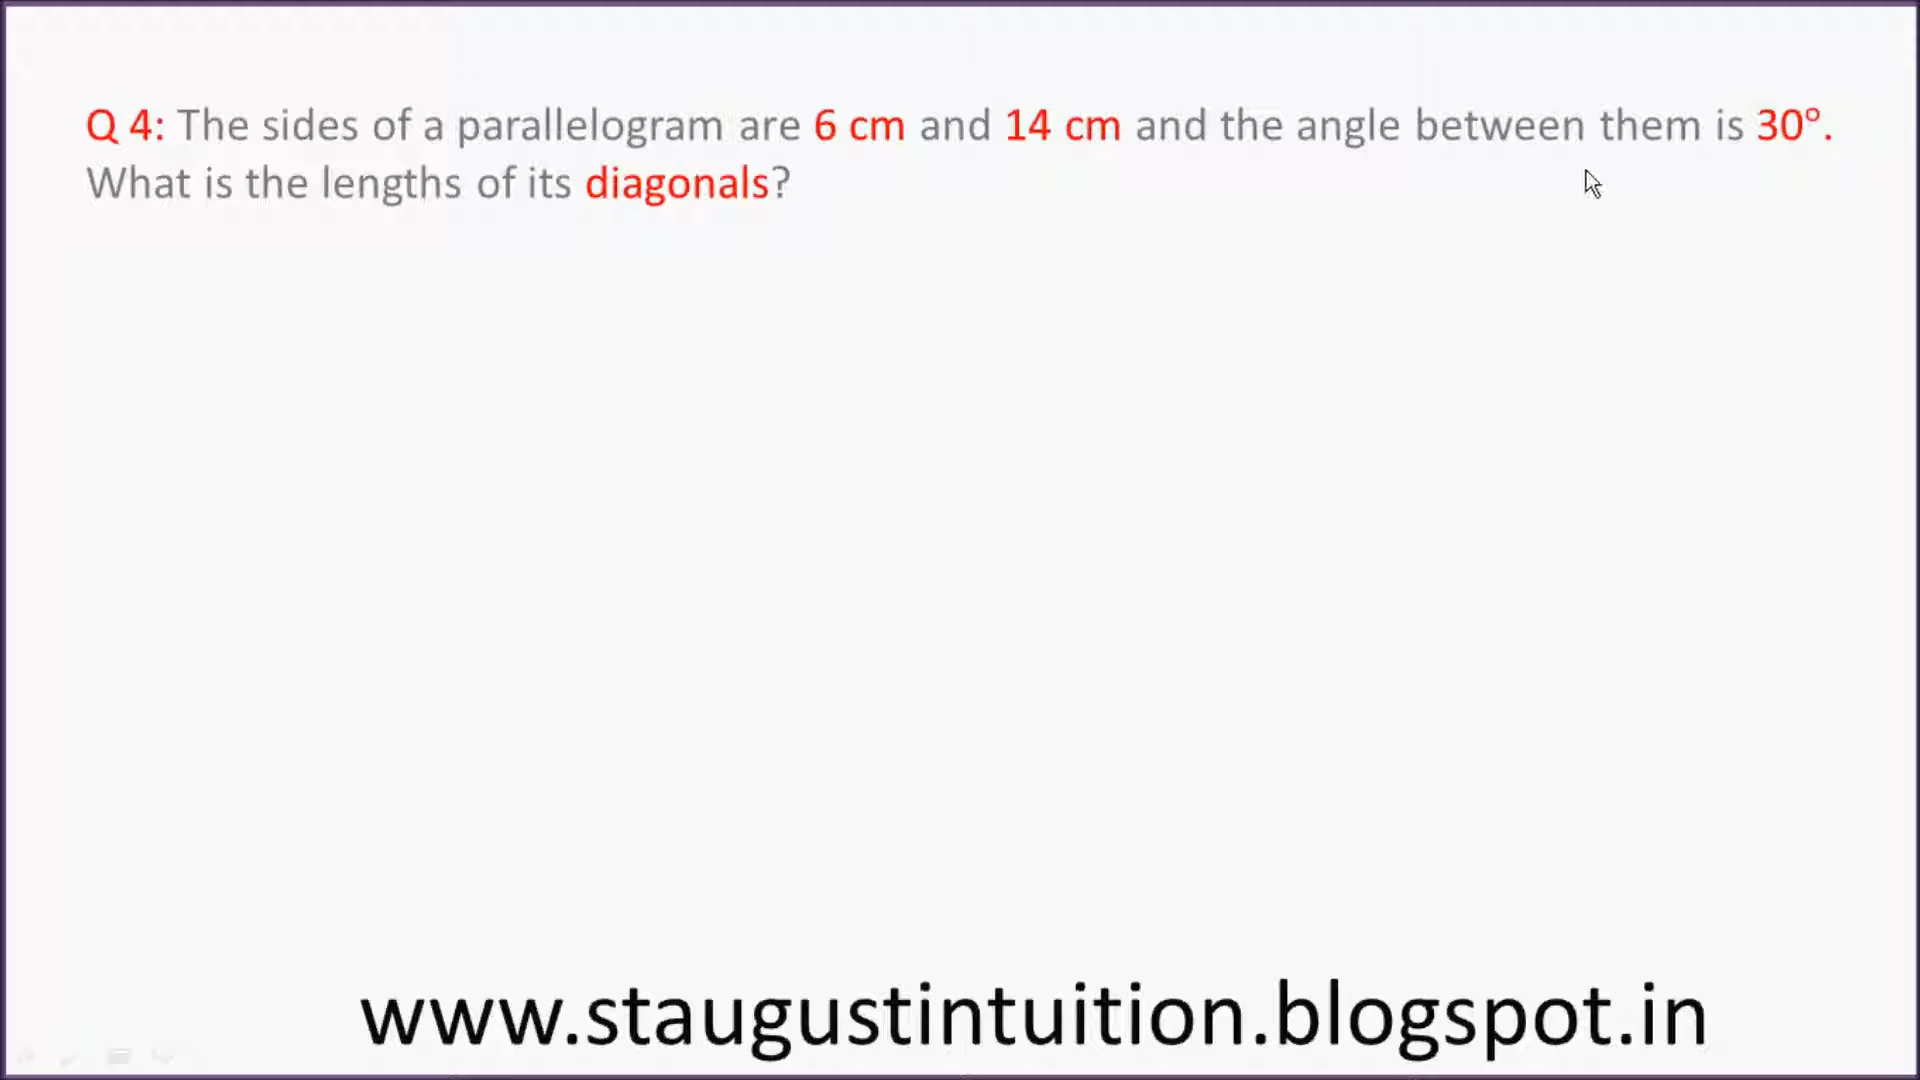 Q 4: The sides of a parallelogram are 6 cm and 14 cm and the angle between them is 30°.
What is the lengths of its diagonals?
www.staugustintuition.blogspot.in